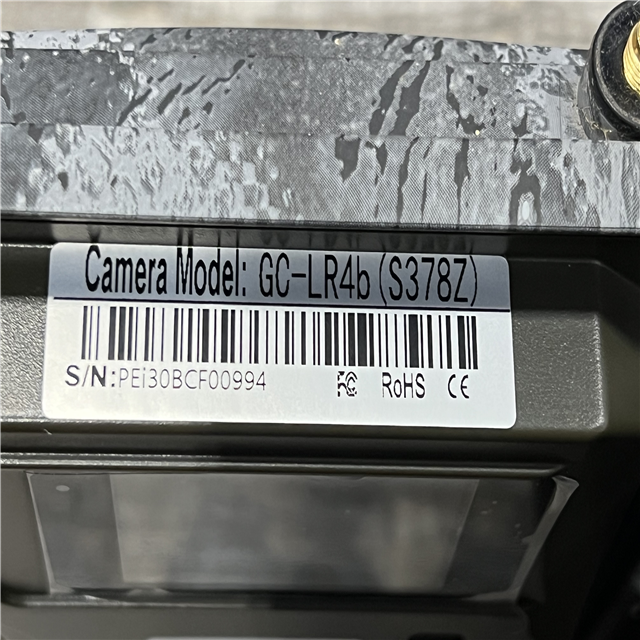 Camera Model: GC-LR4b (S378Z)
S/N:PEi30BCF00994 FC RoHS CE